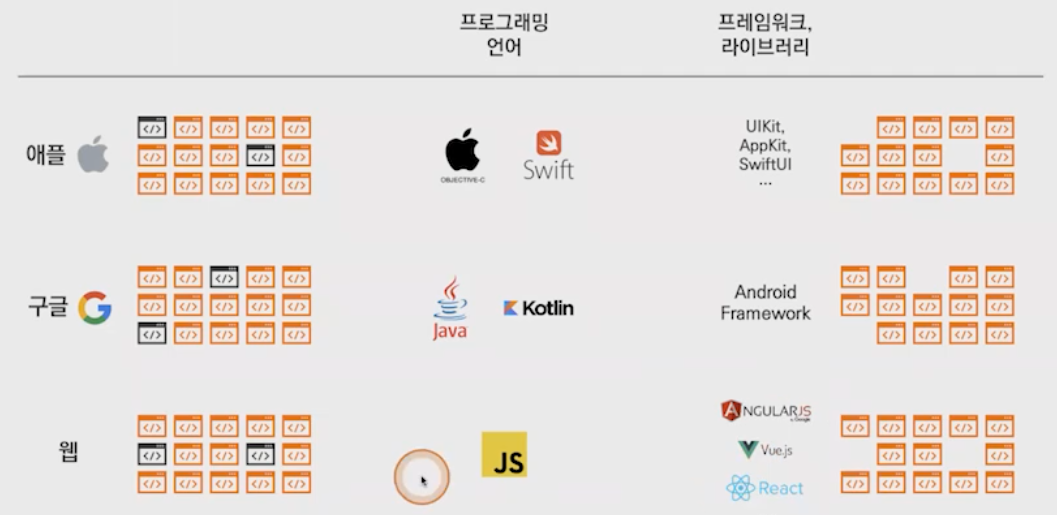 프로그래밍
언어
프레임워크,
라이브러리
애플
OBJECTIVE-C
Swift
UIKit,
AppKit,
SwiftUI
...
구글
Java
Kotlin
Android
Framework
웹
JS
ANGULARJS
by Google
Vue.js
React